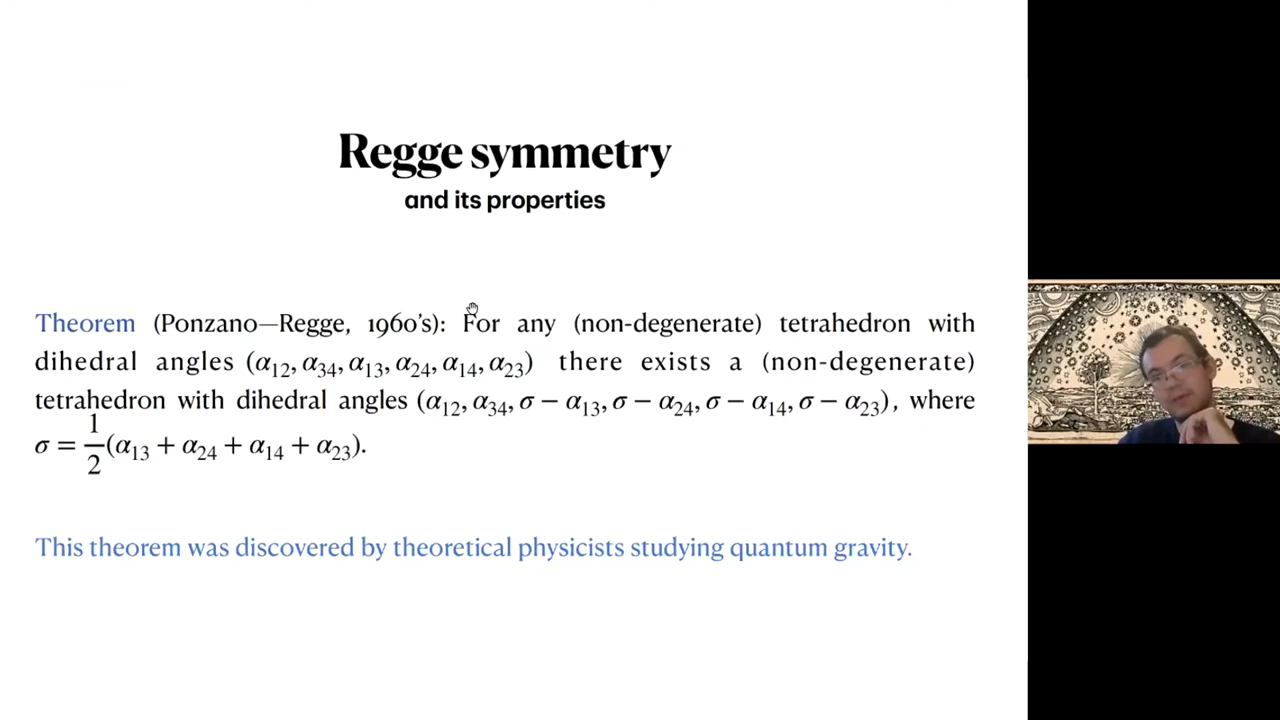 Regge symmetry
and its properties
Theorem (Ponzano—Regge, 1960's): For any (non-degenerate) tetrahedron with
dihedral angles (α₁₂, α₃₄, α₁₃, α₂₄, α₁₄, α₂₃) there exists a (non-degenerate)
tetrahedron with dihedral angles (α₁₂, α₃₄, σ − α₁₃, σ − α₂₄, σ − α₁₄, σ − α₂₃), where
σ = 1/2(α₁₃ + α₂₄ + α₁₄ + α₂₃).
This theorem was discovered by theoretical physicists studying quantum gravity.